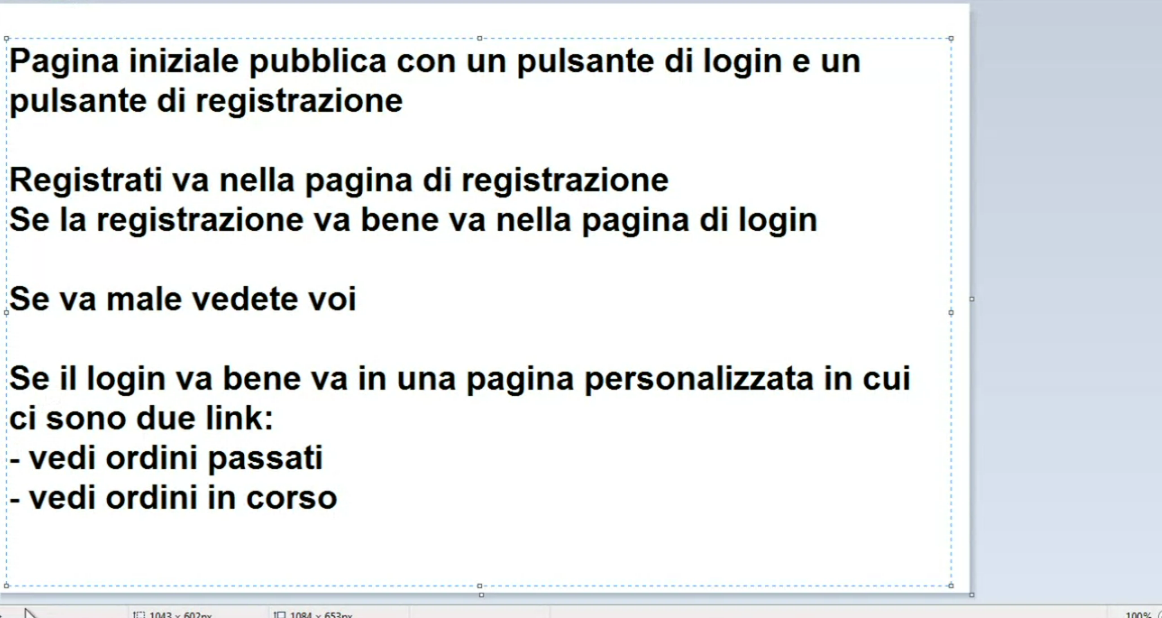 Pagina iniziale pubblica con un pulsante di login e un
pulsante di registrazione
Registrati va nella pagina di registrazione
Se la registrazione va bene va nella pagina di login
Se va male vedete voi
Se il login va bene va in una pagina personalizzata in cui
ci sono due link:
- vedi ordini passati
- vedi ordini in corso
1043 × 602px
1084 × 653px
100%